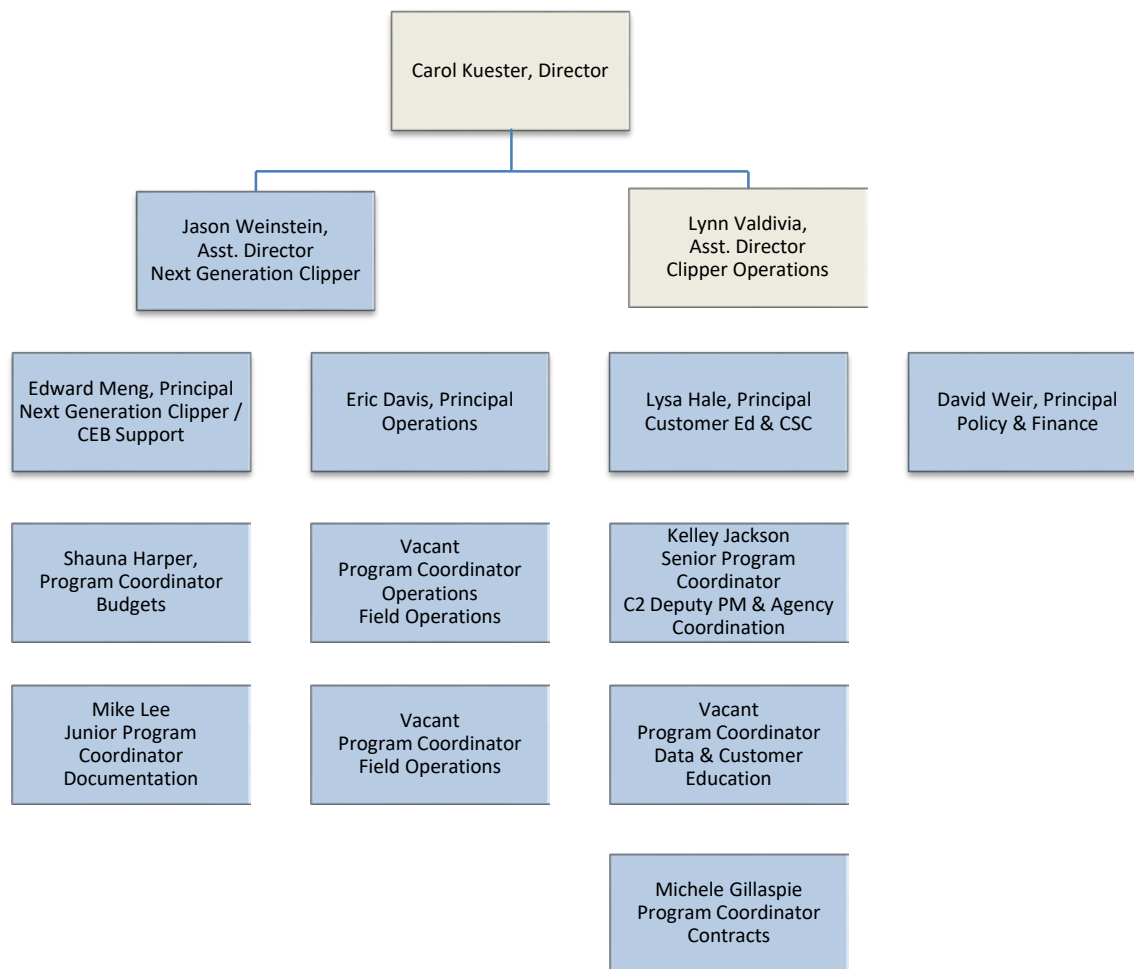 Carol Kuester, Director
Jason Weinstein,
Asst. Director
Next Generation Clipper
Lynn Valdivia,
Asst. Director
Clipper Operations
Edward Meng, Principal
Next Generation Clipper /
CEB Support
Eric Davis, Principal
Operations
Lysa Hale, Principal
Customer Ed & CSC
David Weir, Principal
Policy & Finance
Shauna Harper,
Program Coordinator
Budgets
Vacant
Program Coordinator
Operations
Field Operations
Kelley Jackson
Senior Program
Coordinator
C2 Deputy PM & Agency
Coordination
Mike Lee
Junior Program
Coordinator
Documentation
Vacant
Program Coordinator
Field Operations
Vacant
Program Coordinator
Data & Customer
Education
Michele Gillaspie
Program Coordinator
Contracts